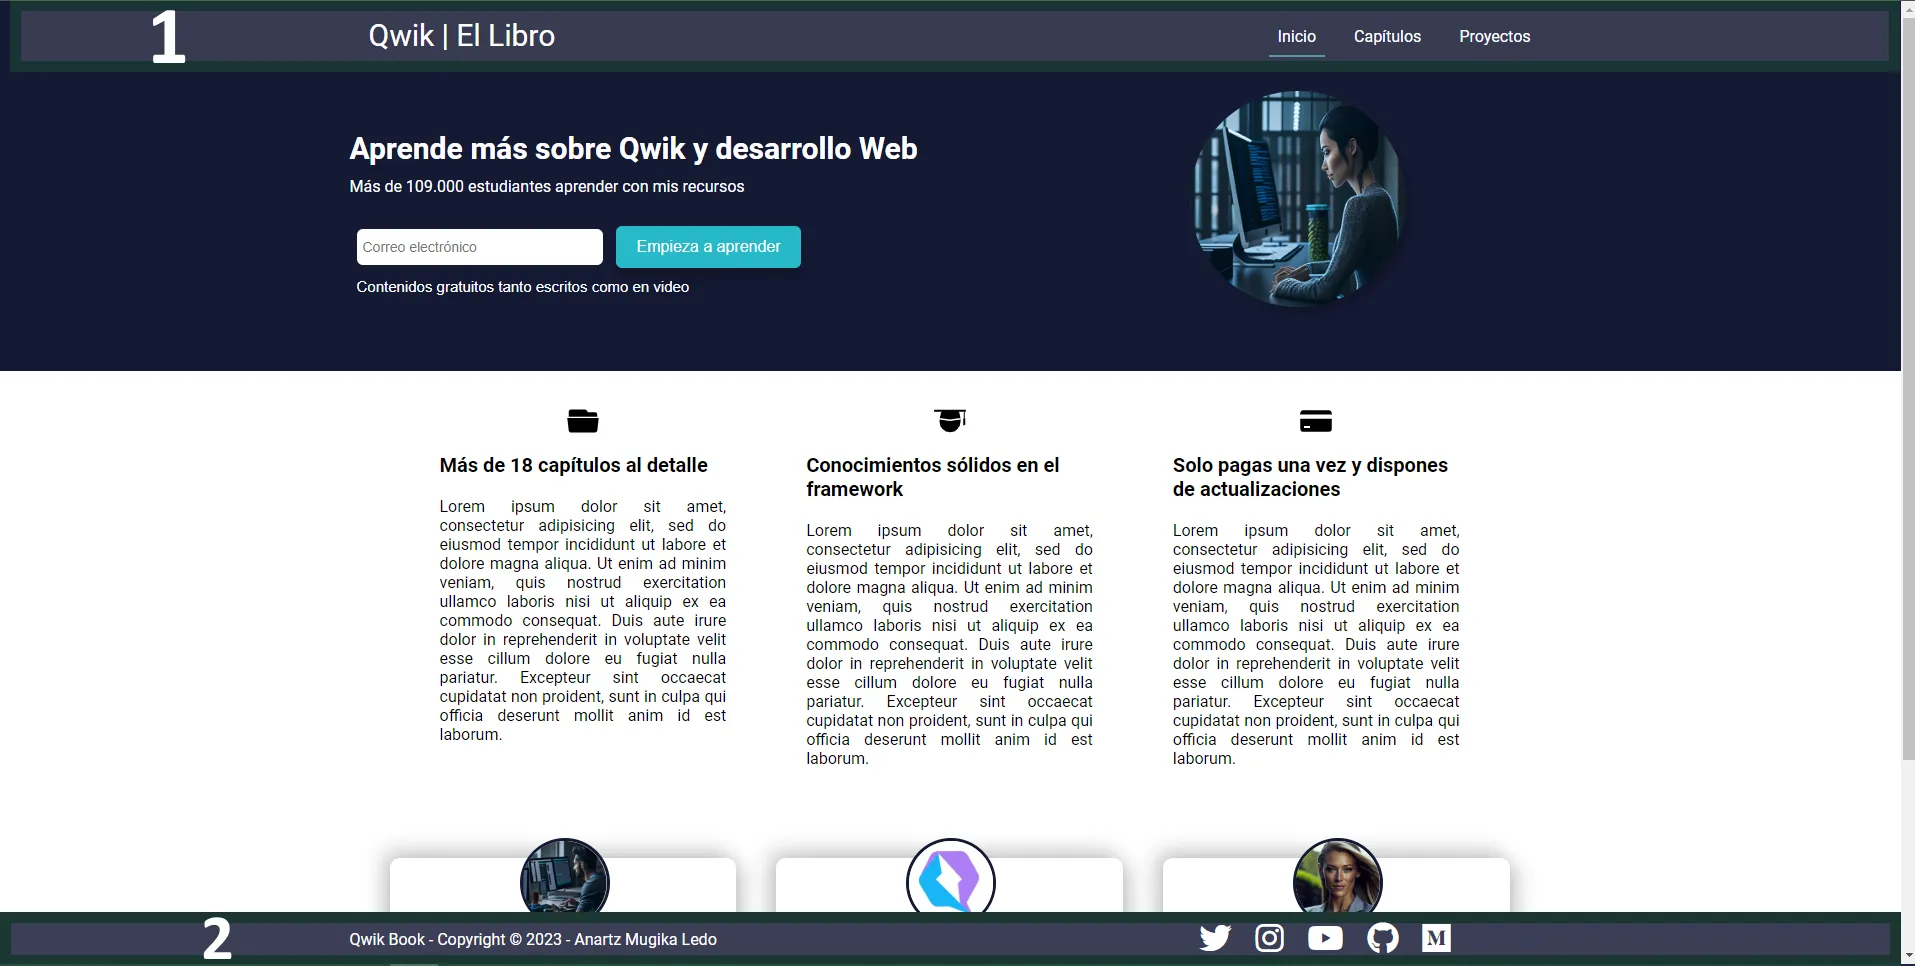 1
Qwik | El Libro
Inicio
Capítulos
Proyectos
Aprende más sobre Qwik y desarrollo Web
Más de 109.000 estudiantes aprender con mis recursos
Correo electrónico
Empieza a aprender
Contenidos gratuitos tanto escritos como en video
Más de 18 capítulos al detalle
Lorem ipsum dolor sit amet,
consectetur adipisicing elit, sed do
eiusmod tempor incididunt ut labore et
dolore magna aliqua. Ut enim ad minim
veniam, quis nostrud exercitation
ullamco laboris nisi ut aliquip ex ea
commodo consequat. Duis aute irure
dolor in reprehenderit in voluptate velit
esse cillum dolore eu fugiat nulla
pariatur. Excepteur sint occaecat
cupidatat non proident, sunt in culpa qui
officia deserunt mollit anim id est
laborum.
Conocimientos sólidos en el
framework
Lorem ipsum dolor sit amet,
consectetur adipisicing elit, sed do
eiusmod tempor incididunt ut labore et
dolore magna aliqua. Ut enim ad minim
veniam, quis nostrud exercitation
ullamco laboris nisi ut aliquip ex ea
commodo consequat. Duis aute irure
dolor in reprehenderit in voluptate velit
esse cillum dolore eu fugiat nulla
pariatur. Excepteur sint occaecat
cupidatat non proident, sunt in culpa qui
officia deserunt mollit anim id est
laborum.
Solo pagas una vez y dispones
de actualizaciones
Lorem ipsum dolor sit amet,
consectetur adipisicing elit, sed do
eiusmod tempor incididunt ut labore et
dolore magna aliqua. Ut enim ad minim
veniam, quis nostrud exercitation
ullamco laboris nisi ut aliquip ex ea
commodo consequat. Duis aute irure
dolor in reprehenderit in voluptate velit
esse cillum dolore eu fugiat nulla
pariatur. Excepteur sint occaecat
cupidatat non proident, sunt in culpa qui
officia deserunt mollit anim id est
laborum.
2
Qwik Book - Copyright © 2023 - Anartz Mugika Ledo
M